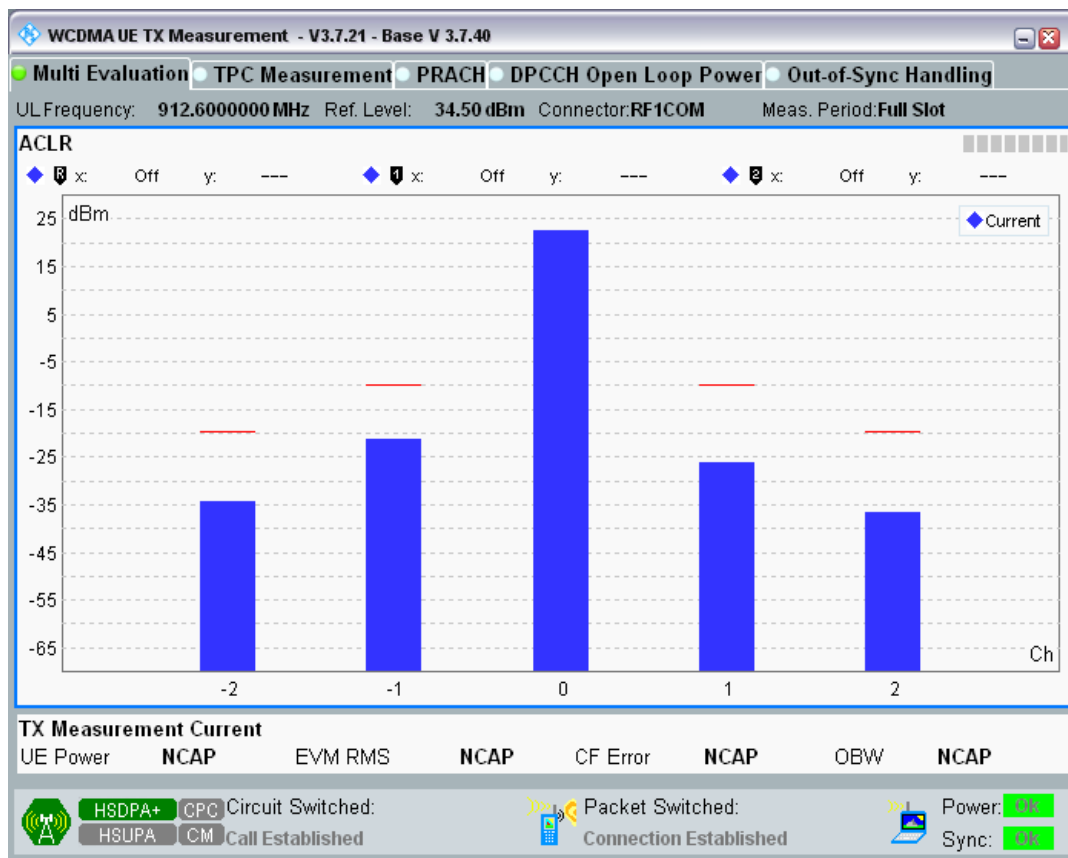 WCDMA UE TX Measurement - V3.7.21 - Base V 3.7.40
Multi Evaluation TPC Measurement PRACH DPCCH Open Loop Power Out-of-Sync Handling
UL Frequency: 912.6000000 MHz Ref. Level: 34.50 dBm Connector:RF1COM Meas. Period:Full Slot
ACLR
R x: Off y: --- 1 x: Off y: --- 2 x: Off y: ---
dBm
Current
25
15
5
-5
-15
-25
-35
-45
-55
-65
Ch
-2 -1 0 1 2
TX Measurement Current
UE Power NCAP EVM RMS NCAP CF Error NCAP OBW NCAP
HSDPA+ CPC Circuit Switched: Packet Switched: Power: OK
HSUPA CM Call Established Connection Established Sync: OK